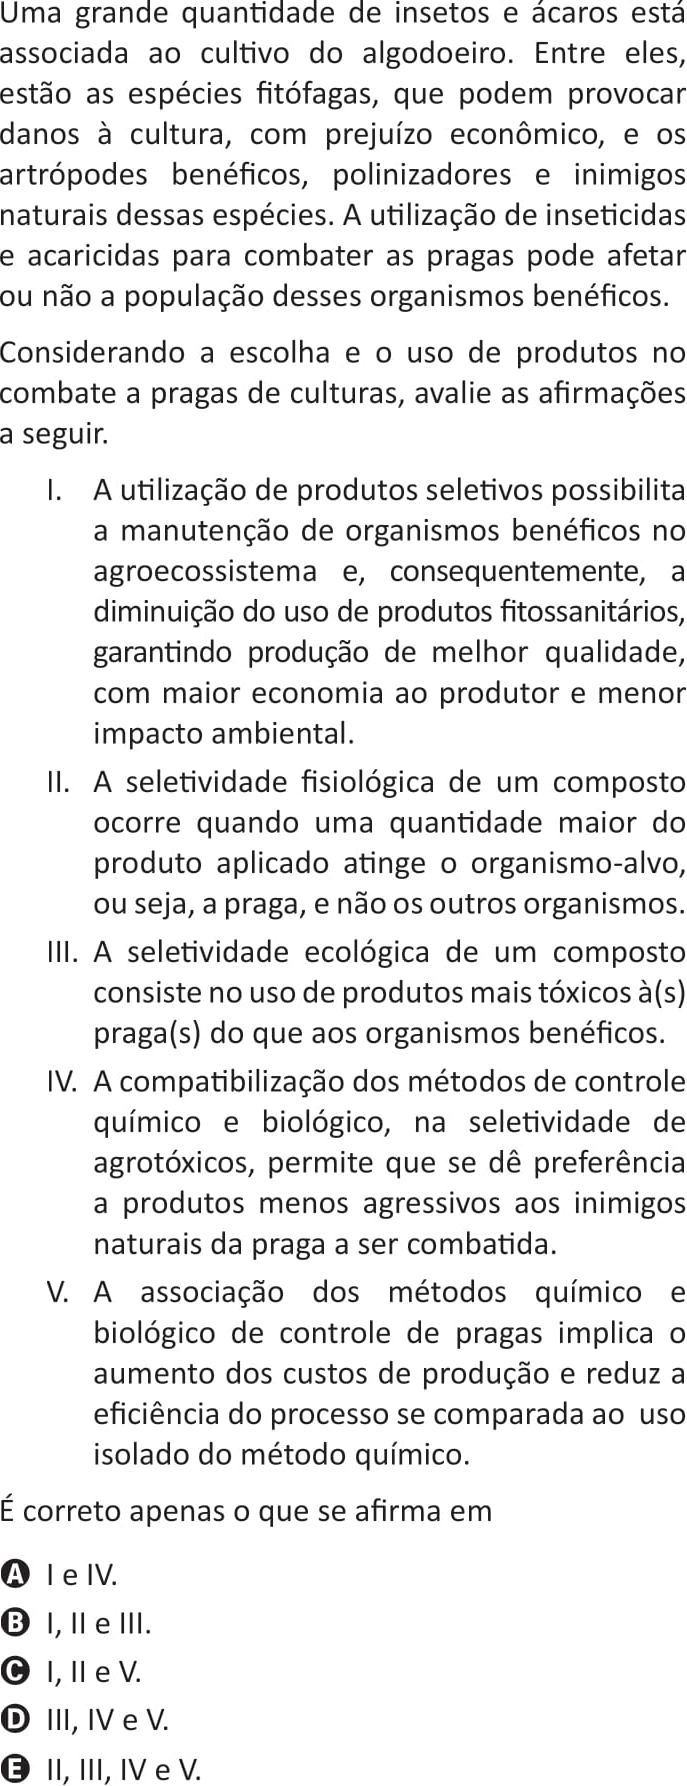 Uma grande quantidade de insetos e ácaros está
associada ao cultivo do algodoeiro. Entre eles,
estão as espécies fitófagas, que podem provocar
danos à cultura, com prejuízo econômico, e os
artrópodes benéficos, polinizadores e inimigos
naturais dessas espécies. A utilização de inseticidas
e acaricidas para combater as pragas pode afetar
ou não a população desses organismos benéficos.
Considerando a escolha e o uso de produtos no
combate a pragas de culturas, avalie as afirmações
a seguir.
I. A utilização de produtos seletivos possibilita
a manutenção de organismos benéficos no
agroecossistema e, consequentemente, a
diminuição do uso de produtos fitossanitários,
garantindo produção de melhor qualidade,
com maior economia ao produtor e menor
impacto ambiental.
II. A seletividade fisiológica de um composto
ocorre quando uma quantidade maior do
produto aplicado atinge o organismo-alvo,
ou seja, a praga, e não os outros organismos.
III. A seletividade ecológica de um composto
consiste no uso de produtos mais tóxicos à(s)
praga(s) do que aos organismos benéficos.
IV. A compatibilização dos métodos de controle
químico e biológico, na seletividade de
agrotóxicos, permite que se dê preferência
a produtos menos agressivos aos inimigos
naturais da praga a ser combatida.
V. A associação dos métodos químico e
biológico de controle de pragas implica o
aumento dos custos de produção e reduz a
eficiência do processo se comparada ao uso
isolado do método químico.
É correto apenas o que se afirma em
A I e IV.
B I, II e III.
C I, II e V.
D III, IV e V.
E II, III, IV e V.